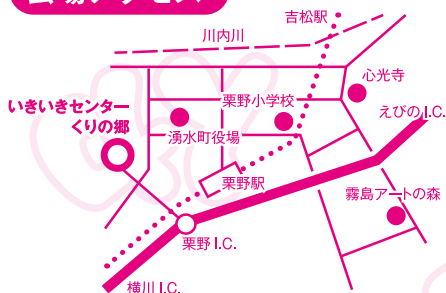 吉松駅
川内川
心光寺
いきいきセンター
くりの郷
栗野小学校
えびのI.C.
湧水町役場
栗野駅
霧島アートの森
栗野 I.C.
横川 I.C.